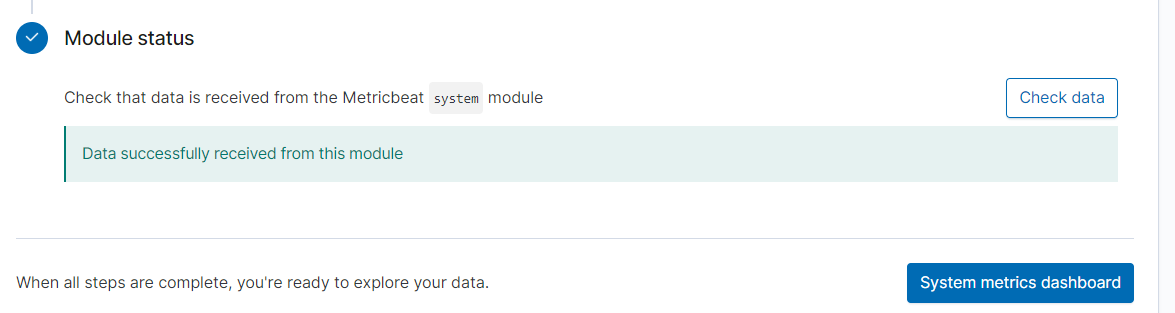 Module status
Check that data is received from the Metricbeat system module
Check data
Data successfully received from this module
When all steps are complete, you're ready to explore your data.
System metrics dashboard